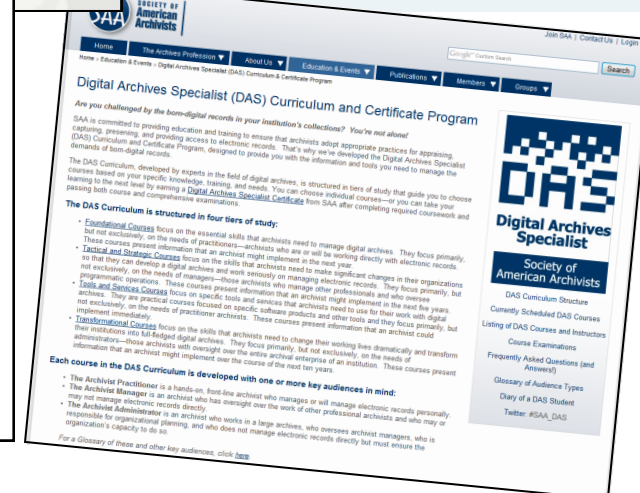 SOCIETY OF
American
Archivists
SAA
Join SAA | Contact Us | Login
Google™ Custom Search
Search
Home
The Archives Profession ▼
About Us ▼
Education & Events ▼
Publications ▼
Members ▼
Groups ▼
Home › Education & Events › Digital Archives Specialist (DAS) Curriculum & Certificate Program
Digital Archives Specialist (DAS) Curriculum and Certificate Program
Are you challenged by the born-digital records in your institution's collections? You're not alone!
SAA is committed to providing education and training to ensure that archivists adopt appropriate practices for appraising,
capturing, preserving, and providing access to electronic records. That's why we've developed the Digital Archives Specialist
(DAS) Curriculum and Certificate Program, designed to provide you with the information and tools you need to manage the
demands of born-digital records.
The DAS Curriculum, developed by experts in the field of digital archives, is structured in tiers of study that guide you to choose
courses based on your specific knowledge, training, and needs. You can choose individual courses—or you can take your
learning to the next level by earning a Digital Archives Specialist Certificate from SAA after completing required coursework and
passing both course and comprehensive examinations.
The DAS Curriculum is structured in four tiers of study:
• Foundational Courses focus on the essential skills that archivists need to manage digital archives. They focus primarily,
but not exclusively, on the needs of practitioners—archivists who are or will be working directly with electronic records.
These courses present information that an archivist might implement in the next year.
• Tactical and Strategic Courses focus on the skills that archivists need to make significant changes in their organizations
so that they can develop a digital archives and work seriously on managing electronic records. They focus primarily, but
not exclusively, on the needs of managers—those archivists who manage other professionals and who oversee
programmatic operations. These courses present information that an archivist might implement in the next five years.
• Tools and Services Courses focus on specific tools and services that archivists need to use for their work with digital
archives. They are practical courses focused on specific software products and other tools and they focus primarily, but
not exclusively, on the needs of practitioner archivists. These courses present information that an archivist could
implement immediately.
• Transformational Courses focus on the skills that archivists need to change their working lives dramatically and transform
their institutions into full-fledged digital archives. They focus primarily, but not exclusively, on the needs of
administrators—those archivists with oversight over the entire archival enterprise of an institution. These courses present
information that an archivist might implement over the course of the next ten years.
Each course in the DAS Curriculum is developed with one or more key audiences in mind:
• The Archivist Practitioner is a hands-on, front-line archivist who manages or will manage electronic records personally.
• The Archivist Manager is an archivist who has oversight over the work of other professional archivists and who may or
may not manage electronic records directly.
• The Archivist Administrator is an archivist who works in a large archives, who oversees archivist managers, who is
responsible for organizational planning, and who does not manage electronic records directly but must ensure the
organization's capacity to do so.
For a Glossary of these and other key audiences, click here.
DAS
Digital Archives
Specialist
Society of
American Archivists
DAS Curriculum Structure
Currently Scheduled DAS Courses
Listing of DAS Courses and Instructors
Course Examinations
Frequently Asked Questions (and
Answers!)
Glossary of Audience Types
Diary of a DAS Student
Twitter: #SAA_DAS